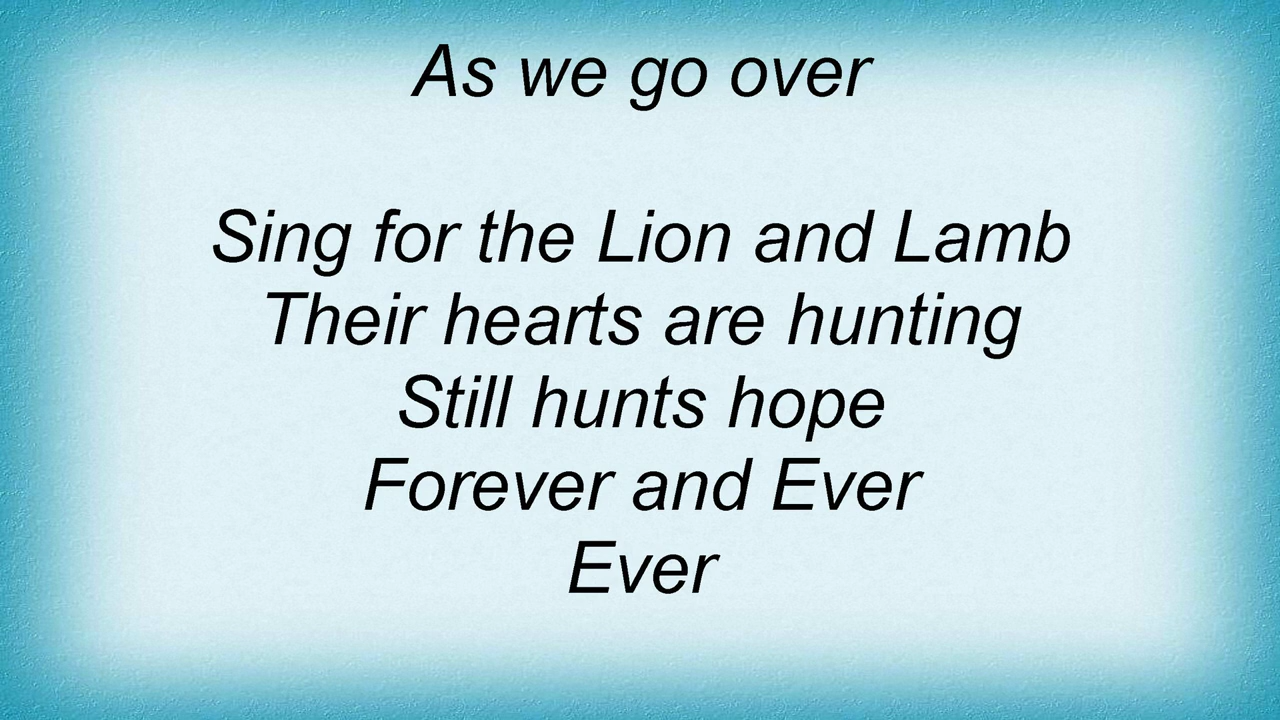 As we go over
Sing for the Lion and Lamb
Their hearts are hunting
Still hunts hope
Forever and Ever
Ever